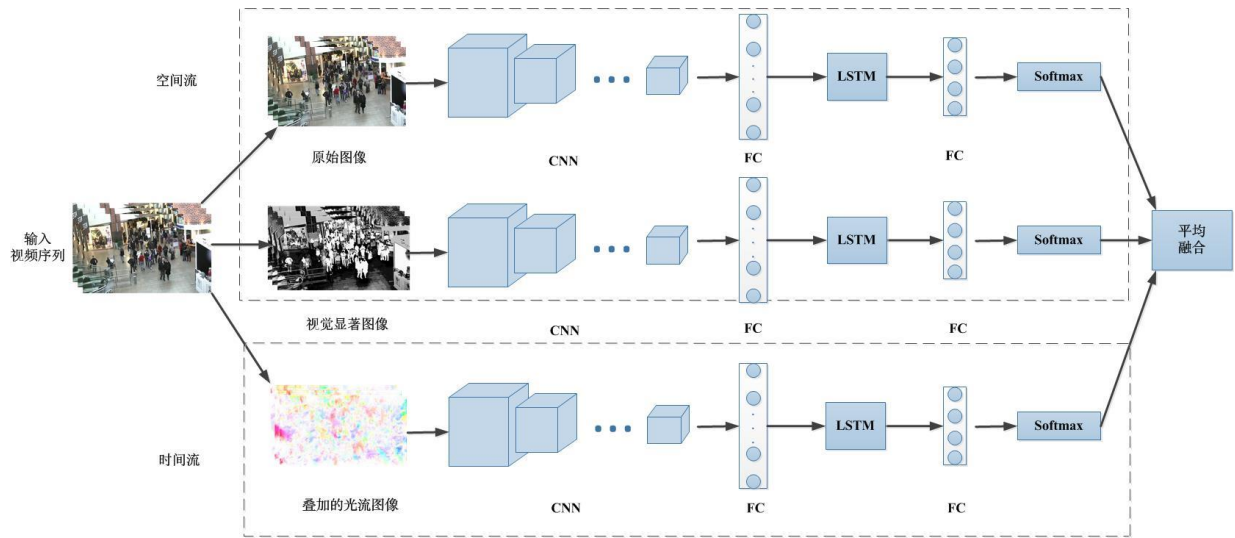 空间流
原始图像
CNN
FC
LSTM
FC
Softmax
输入
视频序列
视觉显著图像
CNN
FC
LSTM
FC
Softmax
平均
融合
时间流
叠加的光流图像
CNN
FC
LSTM
FC
Softmax